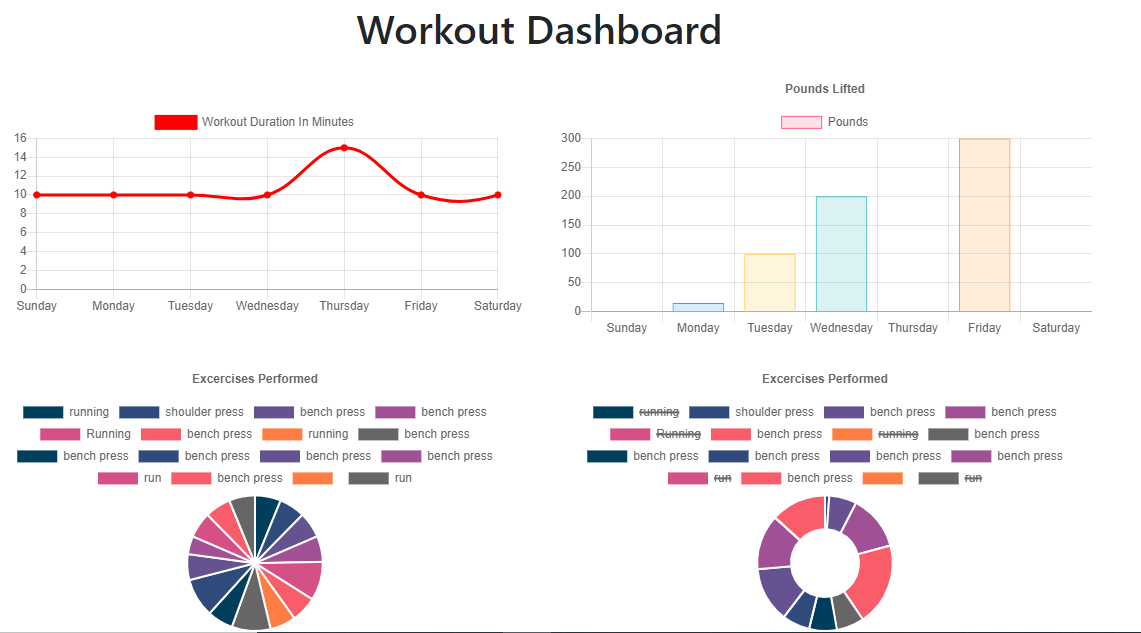 Workout Dashboard
Workout Duration In Minutes
16
14
12
10
8
6
4
2
0
Sunday Monday Tuesday Wednesday Thursday Friday Saturday
Pounds Lifted
Pounds
300
250
200
150
100
50
0
Sunday Monday Tuesday Wednesday Thursday Friday Saturday
Excercises Performed
running shoulder press bench press bench press
Running bench press running bench press
bench press bench press bench press bench press
run bench press run
Excercises Performed
running shoulder press bench press bench press
Running bench press running bench press
bench press bench press bench press bench press
run bench press run